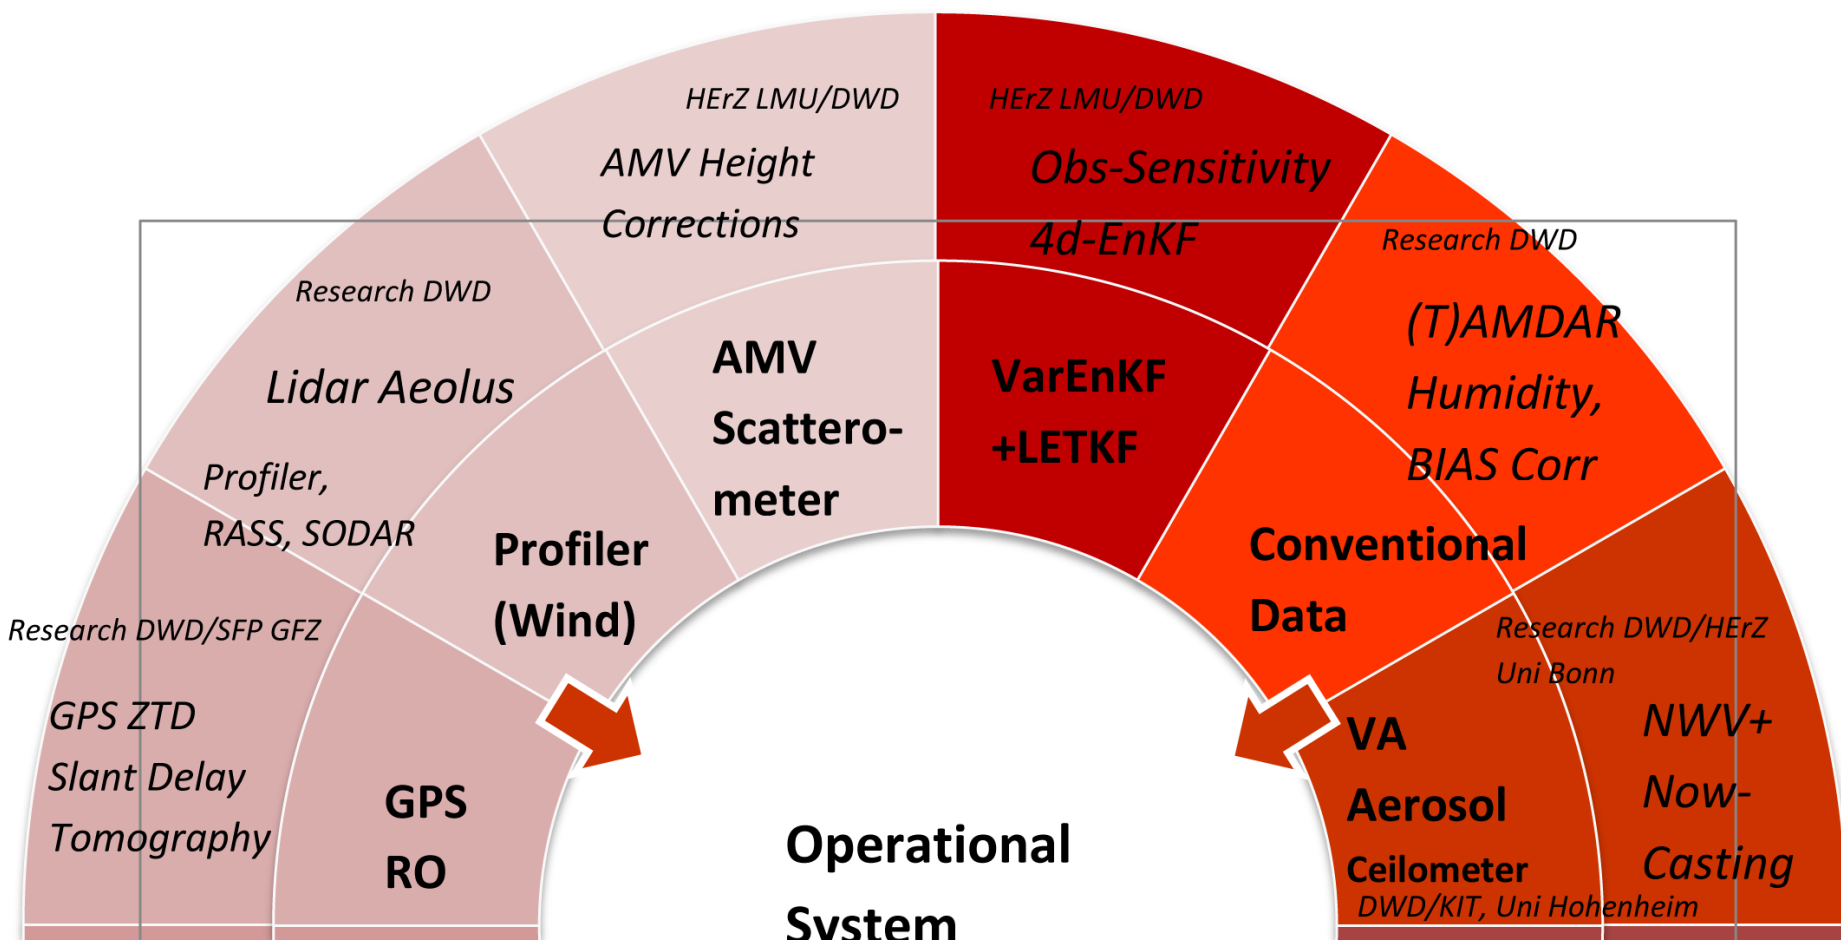 HErZ LMU/DWD
AMV Height
Corrections
HErZ LMU/DWD
Obs-Sensitivity
4d-EnKF
Research DWD
(T)AMDAR
Humidity,
BIAS Corr
Research DWD
Lidar Aeolus
Profiler,
RASS, SODAR
AMV
Scattero-
meter
VarEnKF
+LETKF
Profiler
(Wind)
Conventional
Data
Research DWD/SFP GFZ
GPS ZTD
Slant Delay
Tomography
GPS
RO
Research DWD/HErZ
Uni Bonn
NWV+
Now-
Casting
VA
Aerosol
Ceilometer
DWD/KIT, Uni Hohenheim
Operational
System